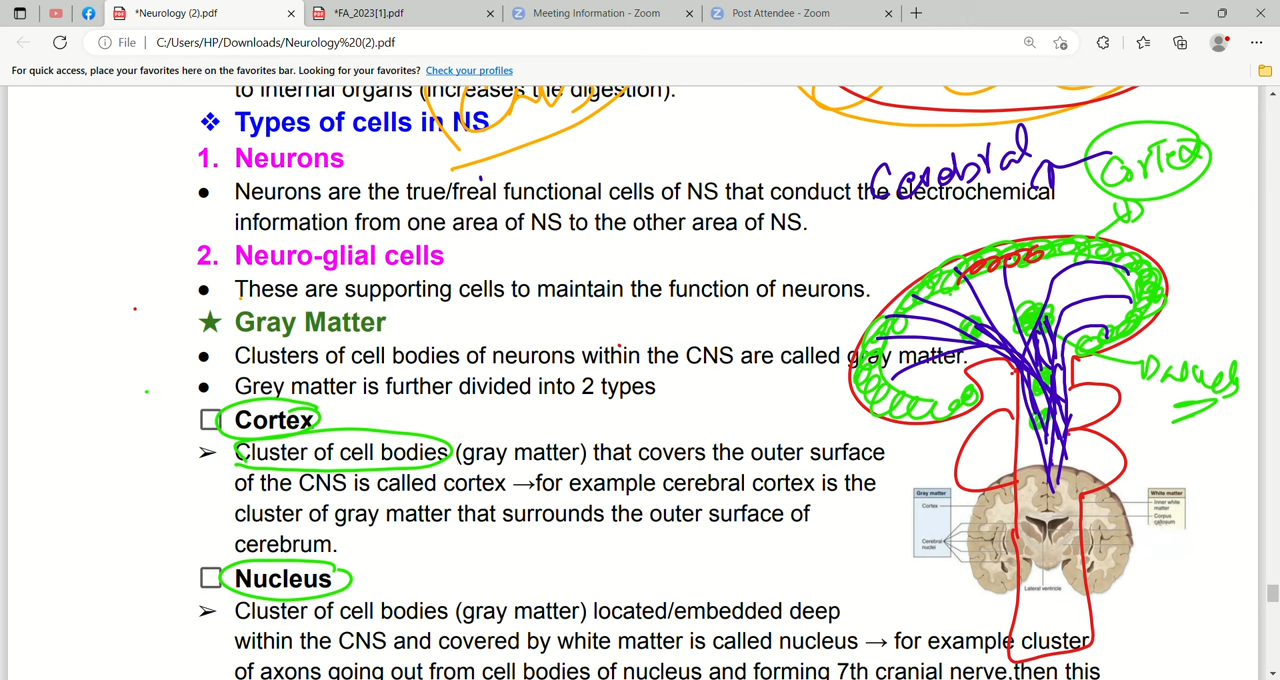 *Neurology (2).pdf
*FA_2023[1].pdf
Meeting Information - Zoom
Post Attendee - Zoom
File
C:/Users/HP/Downloads/Neurology%20(2).pdf
For quick access, place your favorites here on the favorites bar. Looking for your favorites? Check your profiles
to internal organs (increases the digestion).
❖ Types of cells in NS
1. Neurons
● Neurons are the true/real functional cells of NS that conduct the electrochemical
information from one area of NS to the other area of NS.
2. Neuro-glial cells
● These are supporting cells to maintain the function of neurons.
★ Gray Matter
● Clusters of cell bodies of neurons within the CNS are called gray matter.
● Grey matter is further divided into 2 types
Cortex
➢ Cluster of cell bodies (gray matter) that covers the outer surface
of the CNS is called cortex →for example cerebral cortex is the
cluster of gray matter that surrounds the outer surface of
cerebrum.
Nucleus
➢ Cluster of cell bodies (gray matter) located/embedded deep
within the CNS and covered by white matter is called nucleus → for example cluster
of axons going out from cell bodies of nucleus and forming 7th cranial nerve,then this
Cerebral
Cortex
Gray matter
Cortex
Cerebral
nuclei
White matter
Inner white
matter
Corpus
callosum
Lateral ventricle